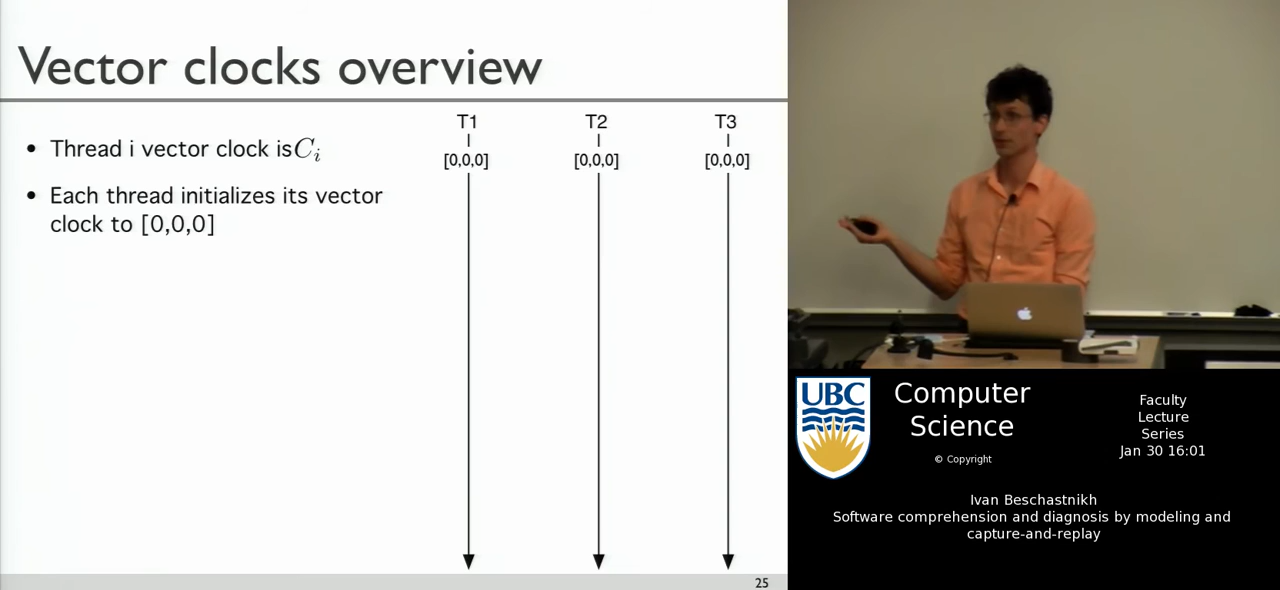 Vector clocks overview
• Thread i vector clock is C_i
• Each thread initializes its vector
clock to [0,0,0]
T1 T2 T3
[0,0,0] [0,0,0] [0,0,0]
25
UBC
Computer
Science
© Copyright
Faculty
Lecture
Series
Jan 30 16:01
Ivan Beschastnikh
Software comprehension and diagnosis by modeling and
capture-and-replay